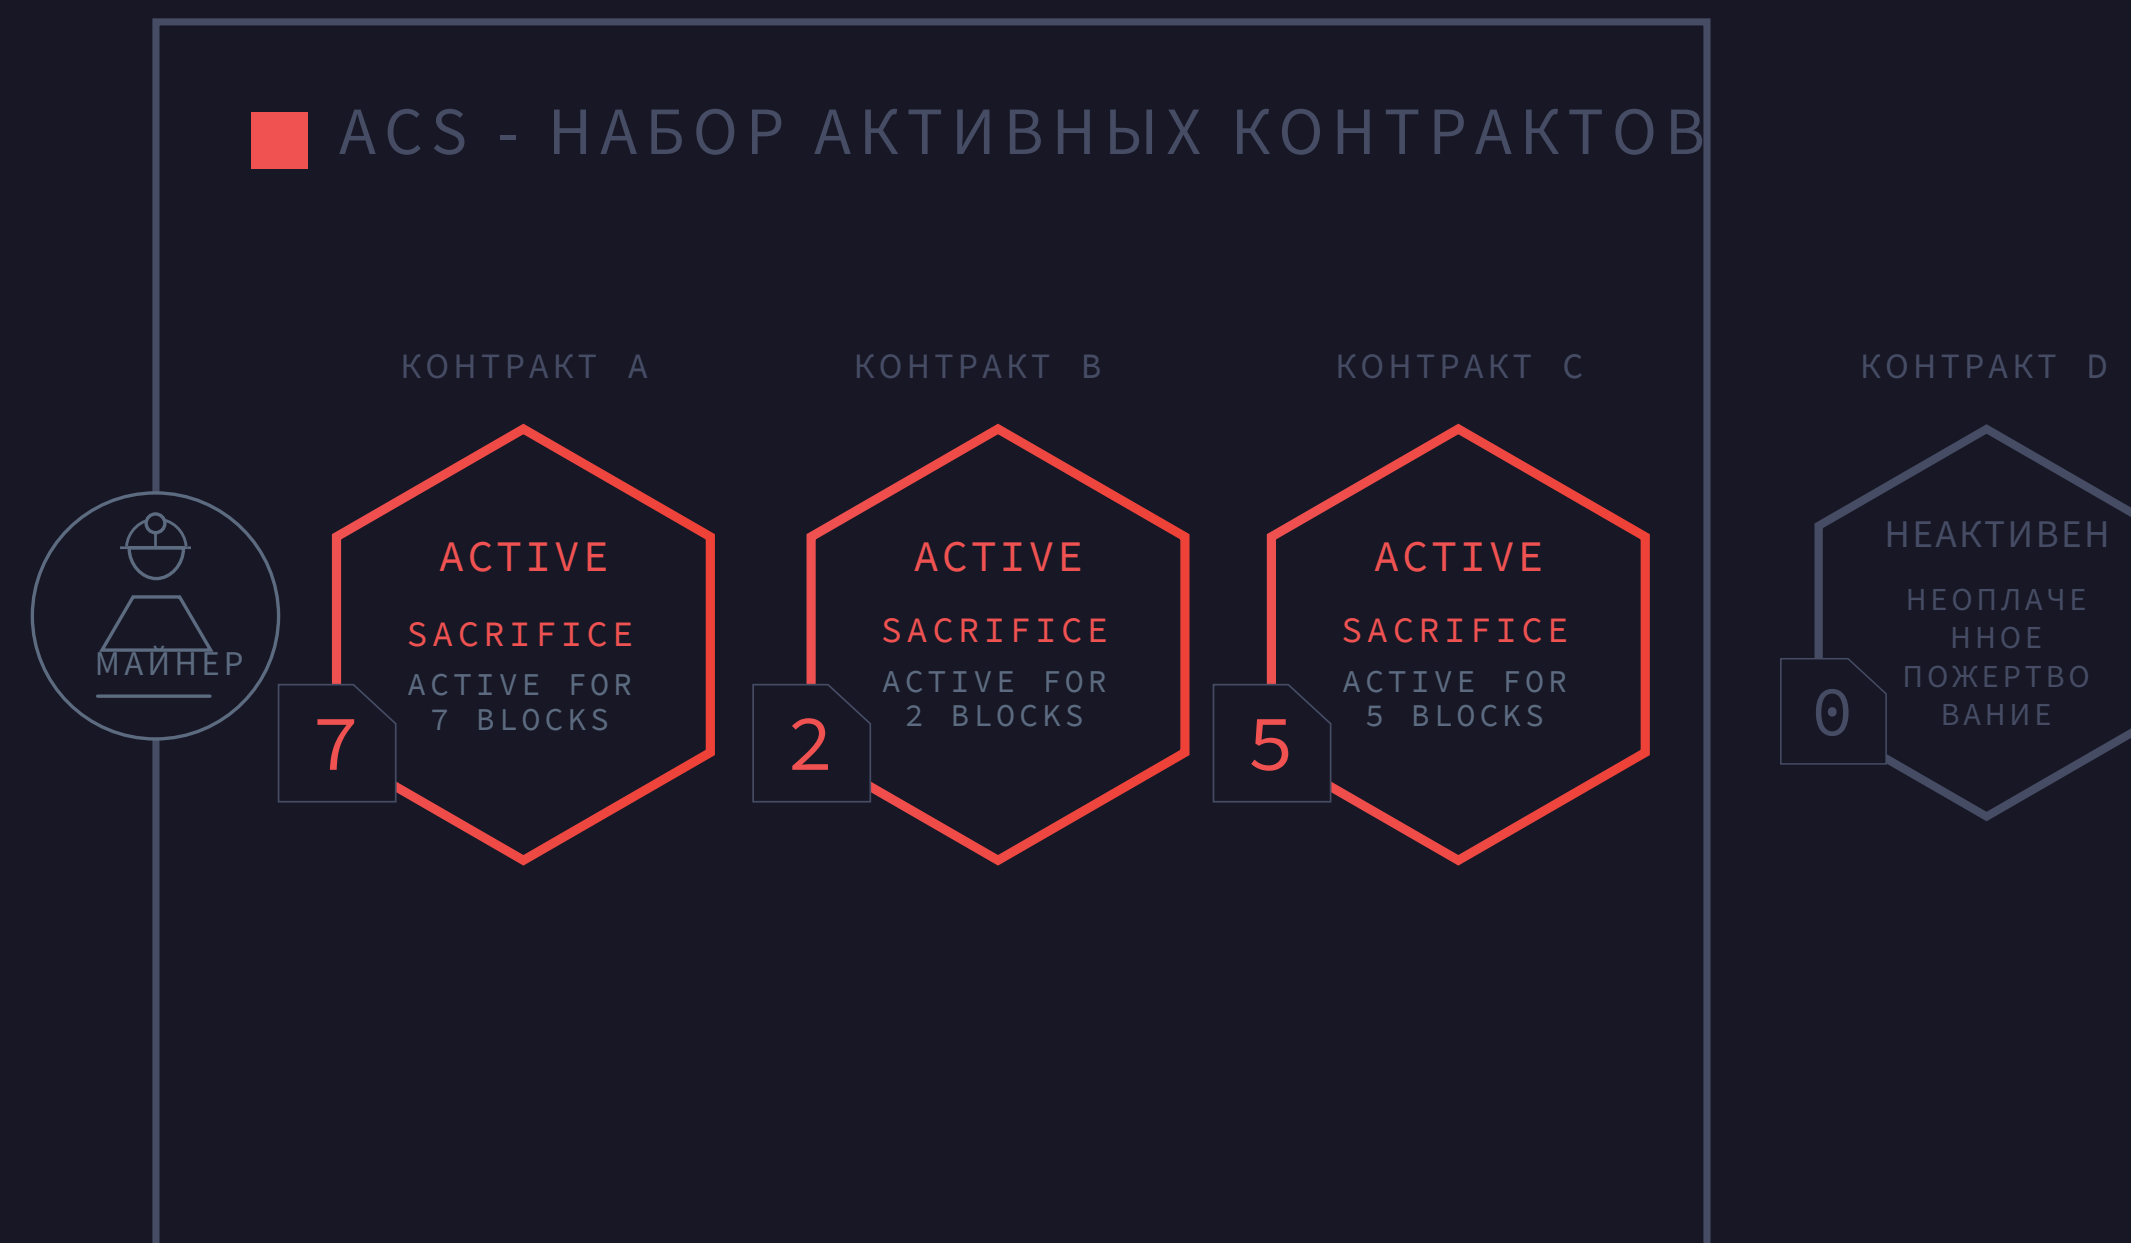 ACS - НАБОР АКТИВНЫХ КОНТРАКТОВ
КОНТРАКТ A
КОНТРАКТ B
КОНТРАКТ C
КОНТРАКТ D
МАЙНЕР
ACTIVE
SACRIFICE
ACTIVE FOR
7 BLOCKS
7
ACTIVE
SACRIFICE
ACTIVE FOR
2 BLOCKS
2
ACTIVE
SACRIFICE
ACTIVE FOR
5 BLOCKS
5
НЕАКТИВЕН
НЕОПЛАЧЕ
ННОЕ
ПОЖЕРТВО
ВАНИЕ
0